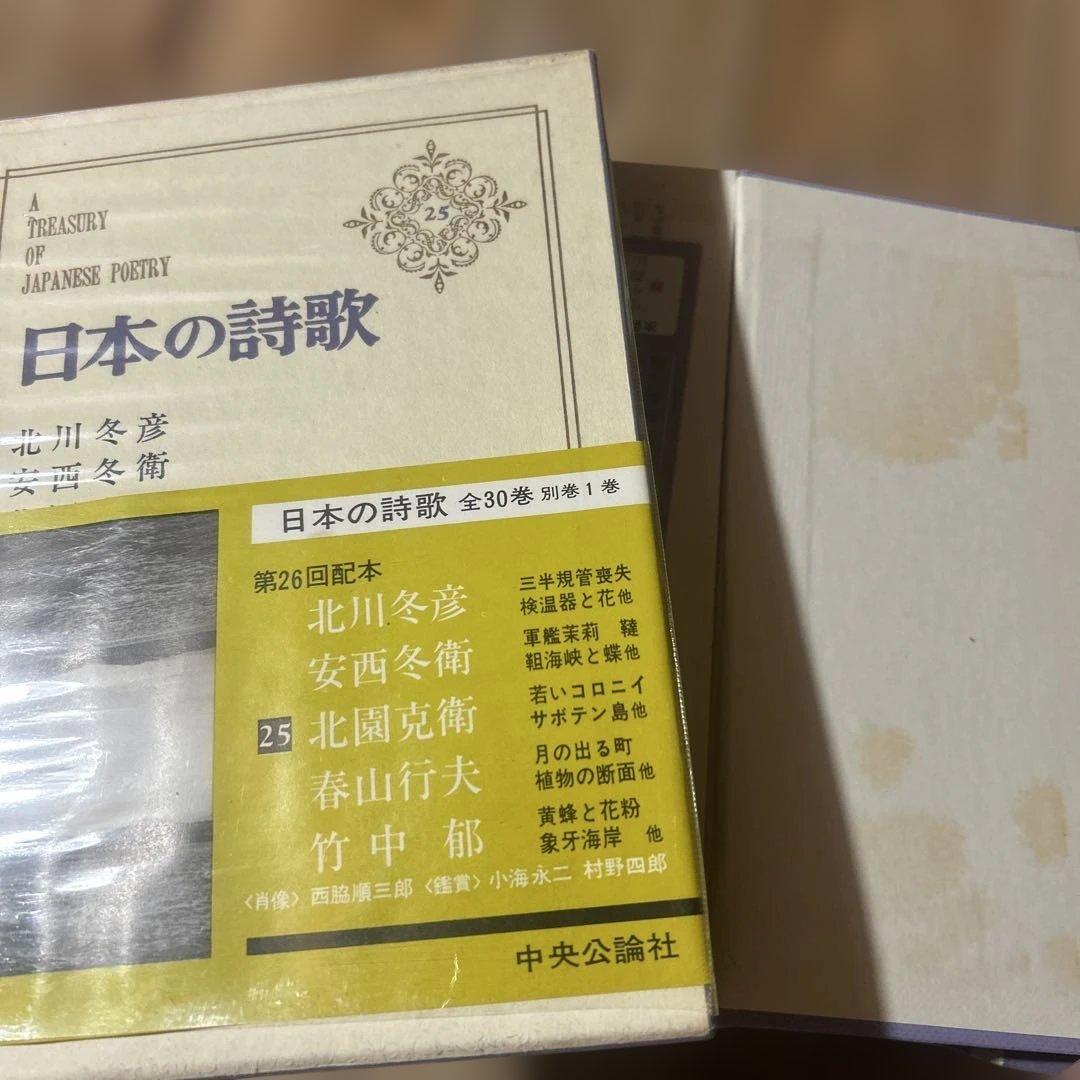 A
TREASURY
OF
JAPANESE POETRY
25
日本の詩歌
北川冬彦
安西冬衛
日本の詩歌 全30巻 別巻1巻
第26回配本
25
北川冬彦
三半規管喪失
検温器と花他
安西冬衛
軍艦茉莉 韃
靼海峡と蝶他
北園克衛
若いコロニイ
サボテン島他
春山行夫
月の出る町
植物の断面他
竹中郁
黄蜂と花粉
象牙海岸 他
〈肖像〉西脇順三郎〈鑑賞〉小海永二 村野四郎
中央公論社